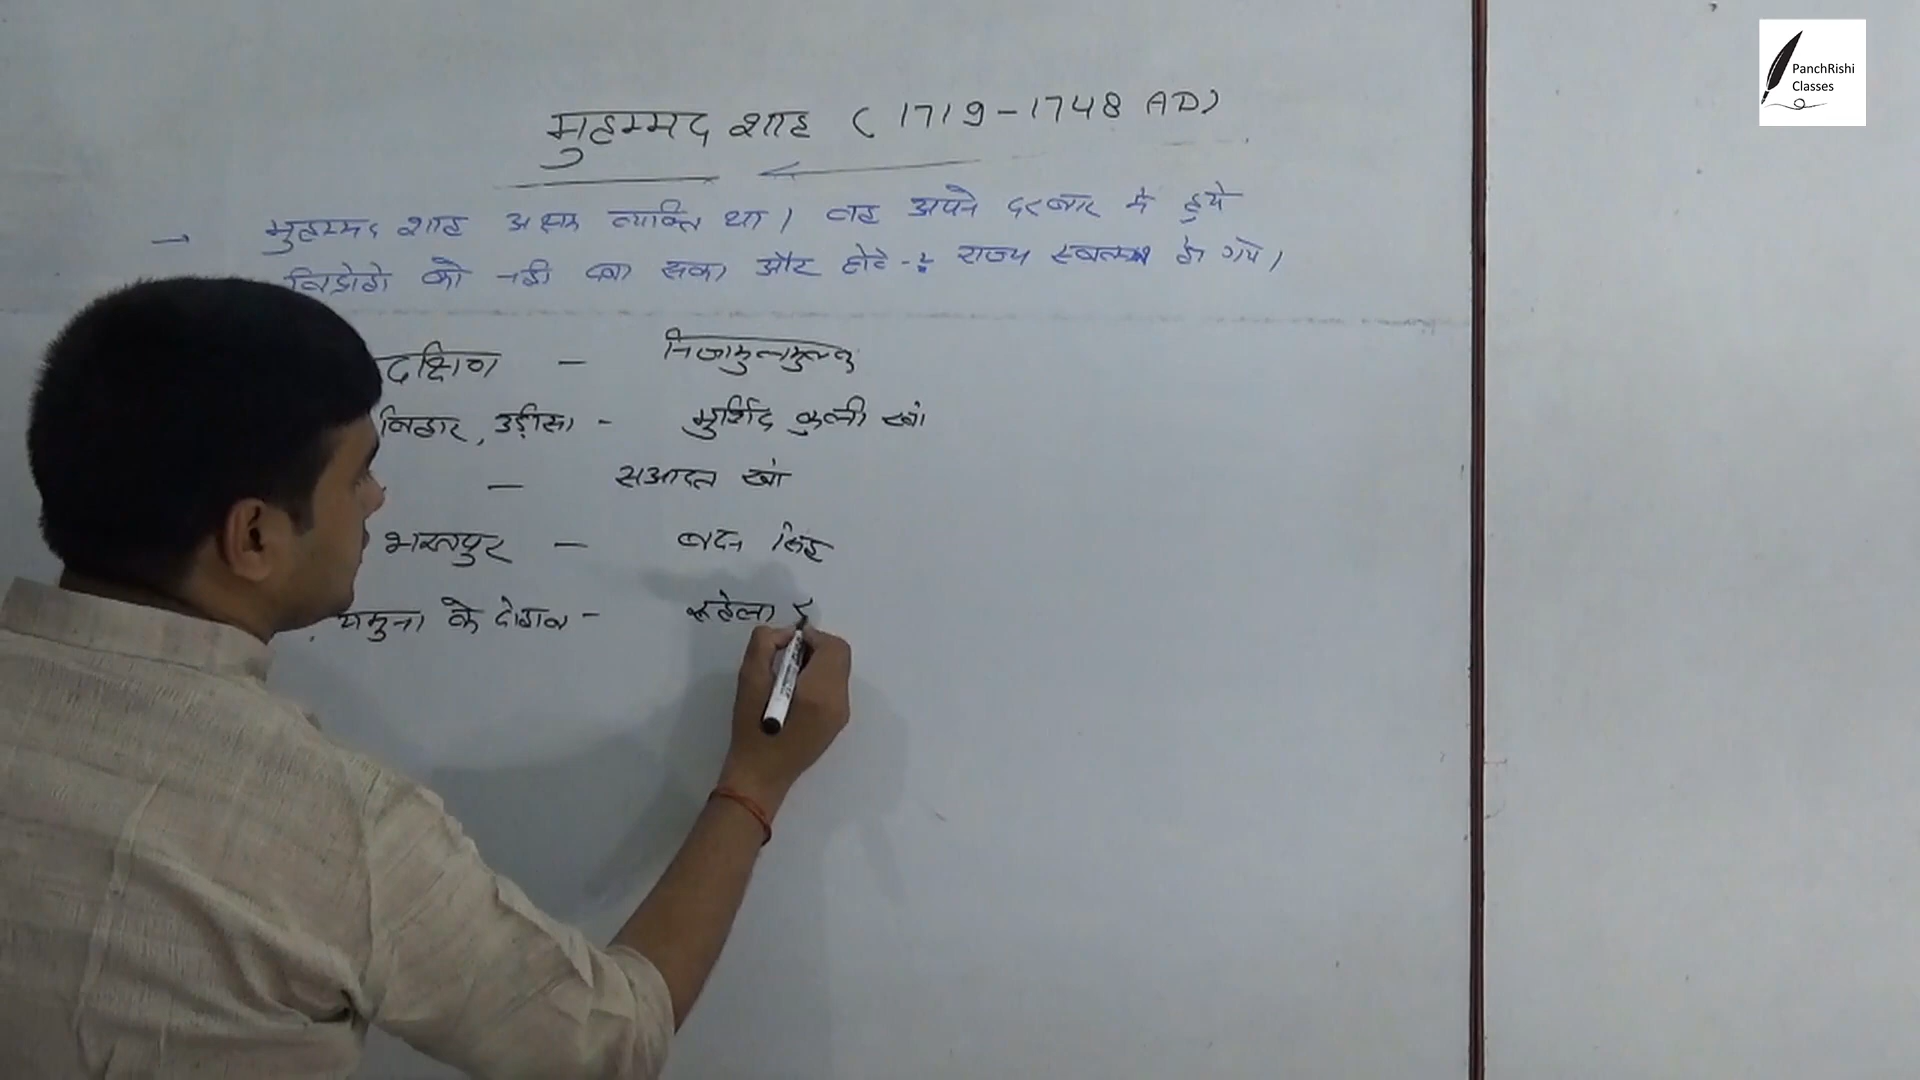 PanchRishi
Classes
मुहम्मद शाह (1719-1748 AD)
→ मुहम्मद शाह अक्षम व्यक्ति था। वह अपने दरबार मे हुये
विद्रोहो को नही दबा सका और छोटे-२ राज्य स्वतन्त्र हो गये।
दक्षिण - निजामुलमुल्क
बिहार, उड़ीसा - मुर्शिद कुली खां
- सआदत खां
भरतपुर - बदन सिंह
यमुना के दोआब - रूहेला